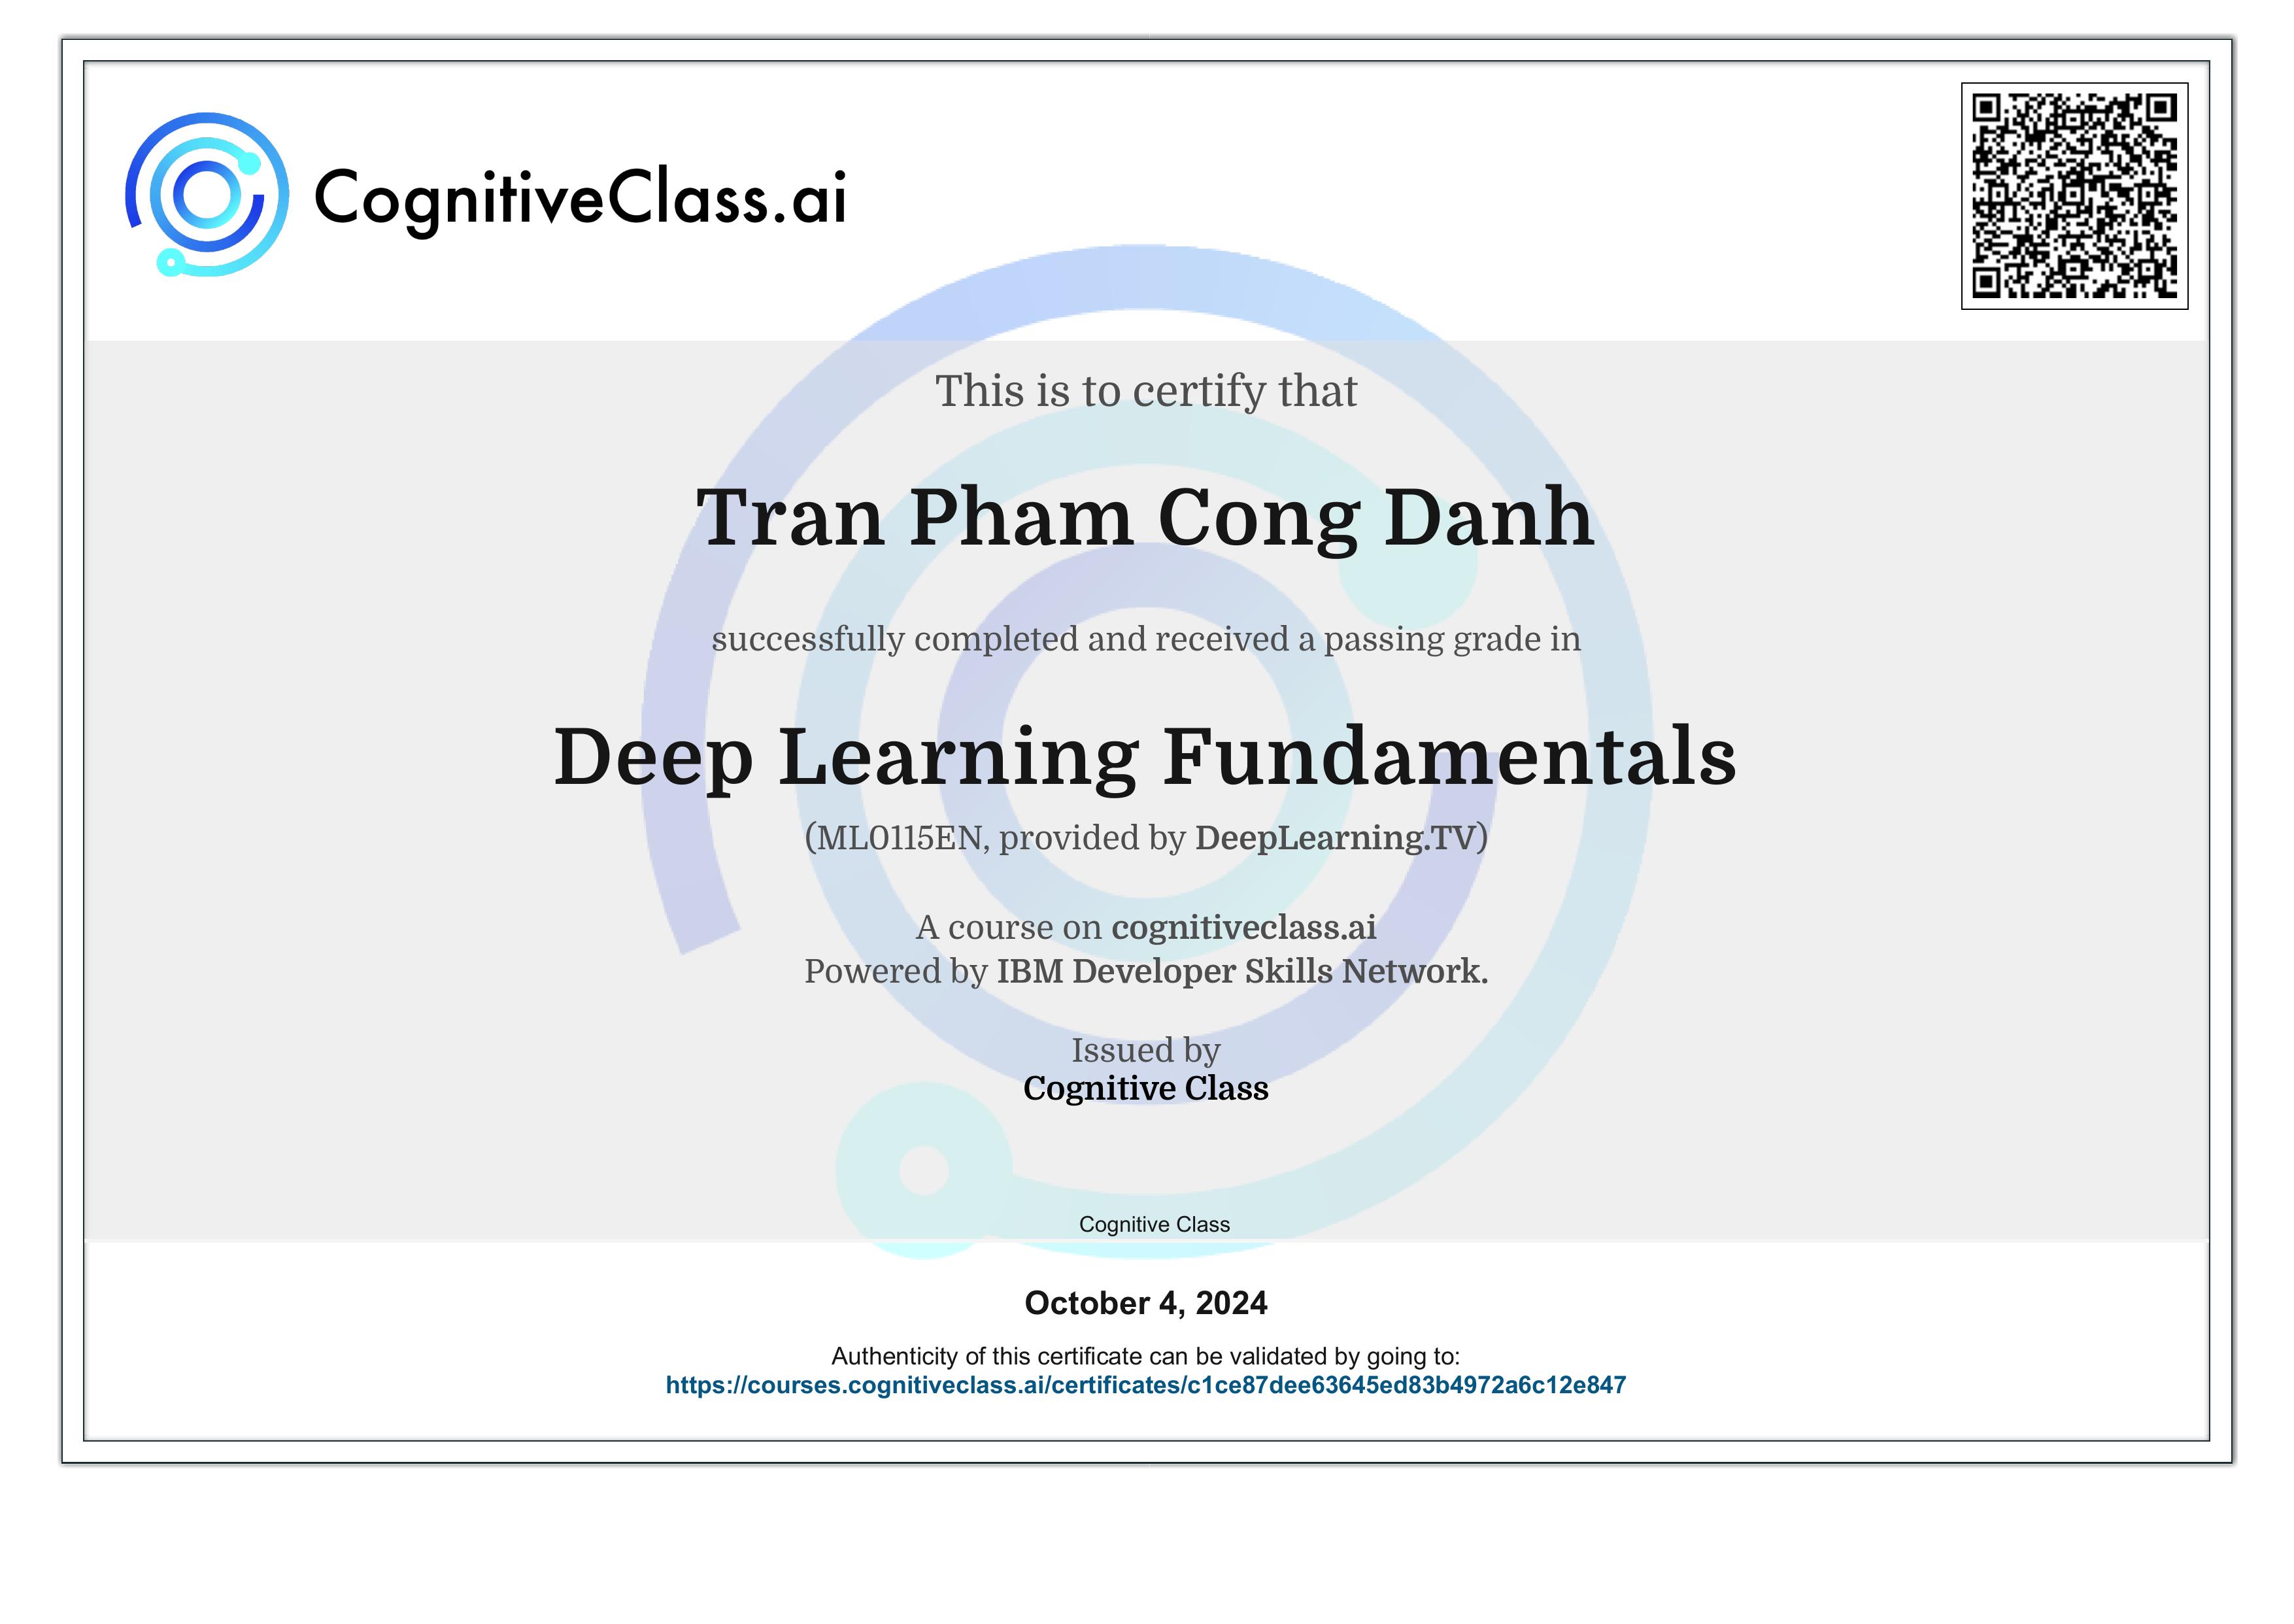 CognitiveClass.ai
This is to certify that
Tran Pham Cong Danh
successfully completed and received a passing grade in
Deep Learning Fundamentals
(ML0115EN, provided by DeepLearning.TV)
A course on cognitiveclass.ai
Powered by IBM Developer Skills Network.
Issued by
Cognitive Class
Cognitive Class
October 4, 2024
Authenticity of this certificate can be validated by going to:
https://courses.cognitiveclass.ai/certificates/c1ce87dee63645ed83b4972a6c12e847